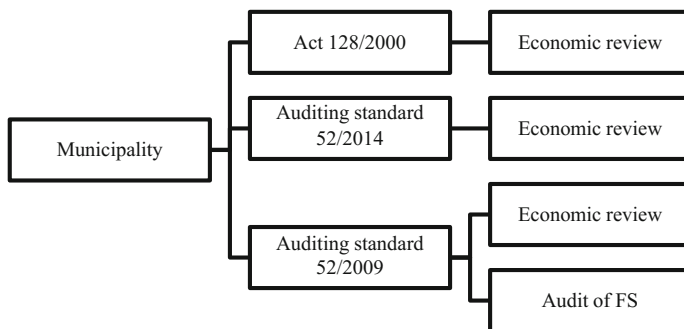 Act 128/2000
Economic review
Auditing standard
52/2014
Economic review
Municipality
Economic review
Auditing standard
52/2009
Audit of FS